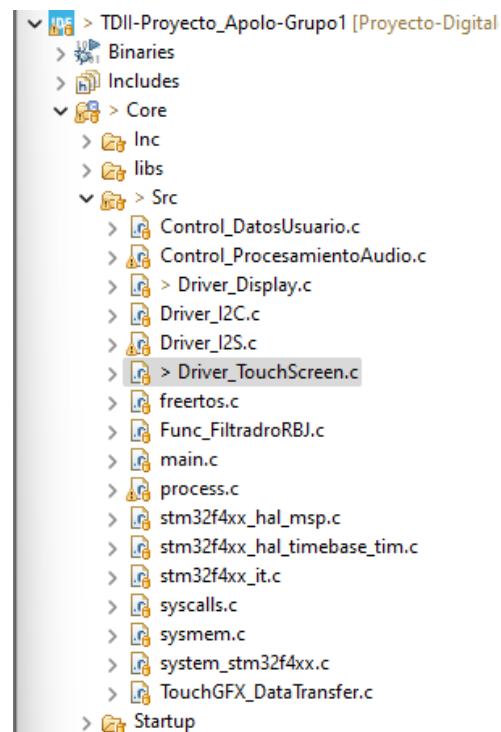 IDE > TDII-Proyecto_Apolo-Grupo1 [Proyecto-Digital
Binaries
Includes
> Core
Inc
libs
> Src
Control_DatosUsuario.c
Control_ProcesamientoAudio.c
> Driver_Display.c
Driver_I2C.c
Driver_I2S.c
> Driver_TouchScreen.c
freertos.c
Func_FiltradroRBJ.c
main.c
process.c
stm32f4xx_hal_msp.c
stm32f4xx_hal_timebase_tim.c
stm32f4xx_it.c
syscalls.c
sysmem.c
system_stm32f4xx.c
TouchGFX_DataTransfer.c
Startup